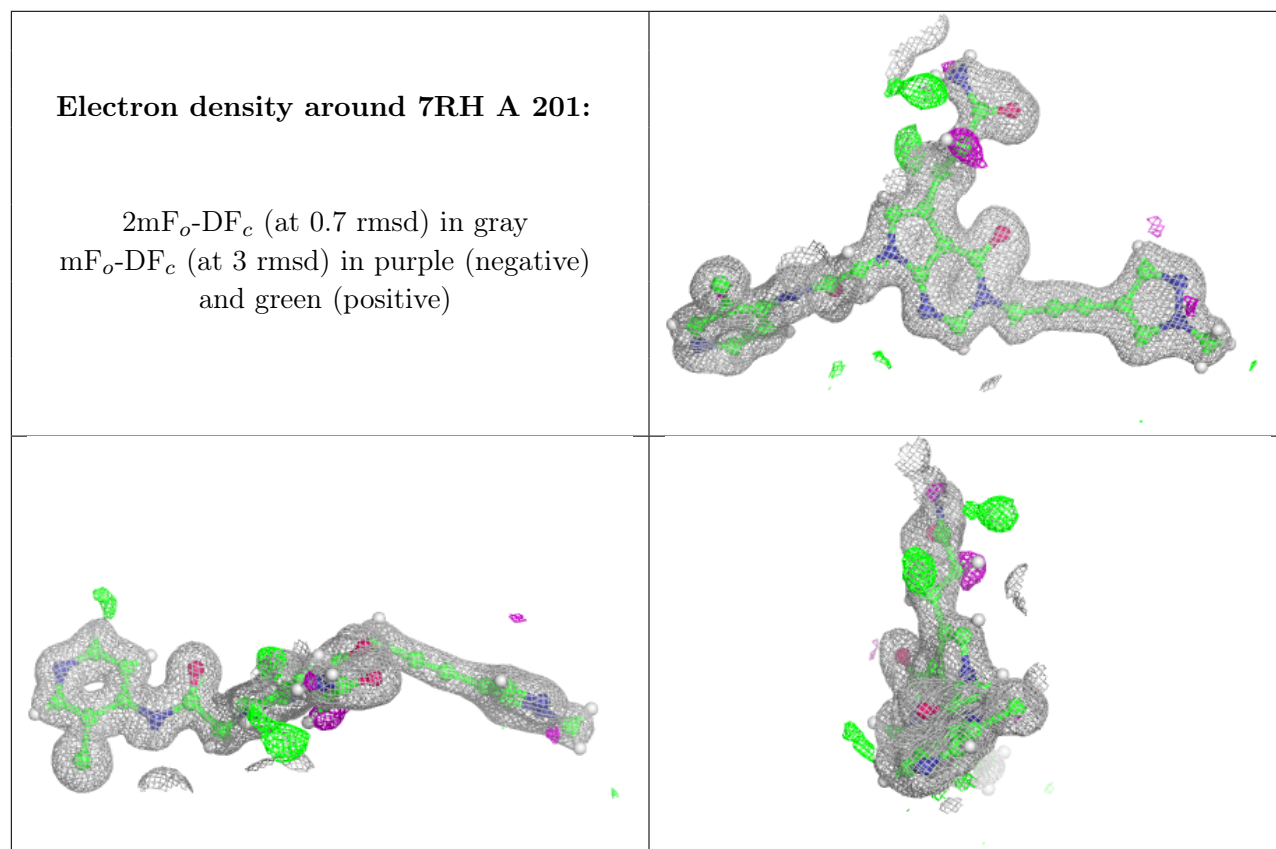 Electron density around 7RH A 201:
2mFo-DFc (at 0.7 rmsd) in gray
mFo-DFc (at 3 rmsd) in purple (negative)
and green (positive)